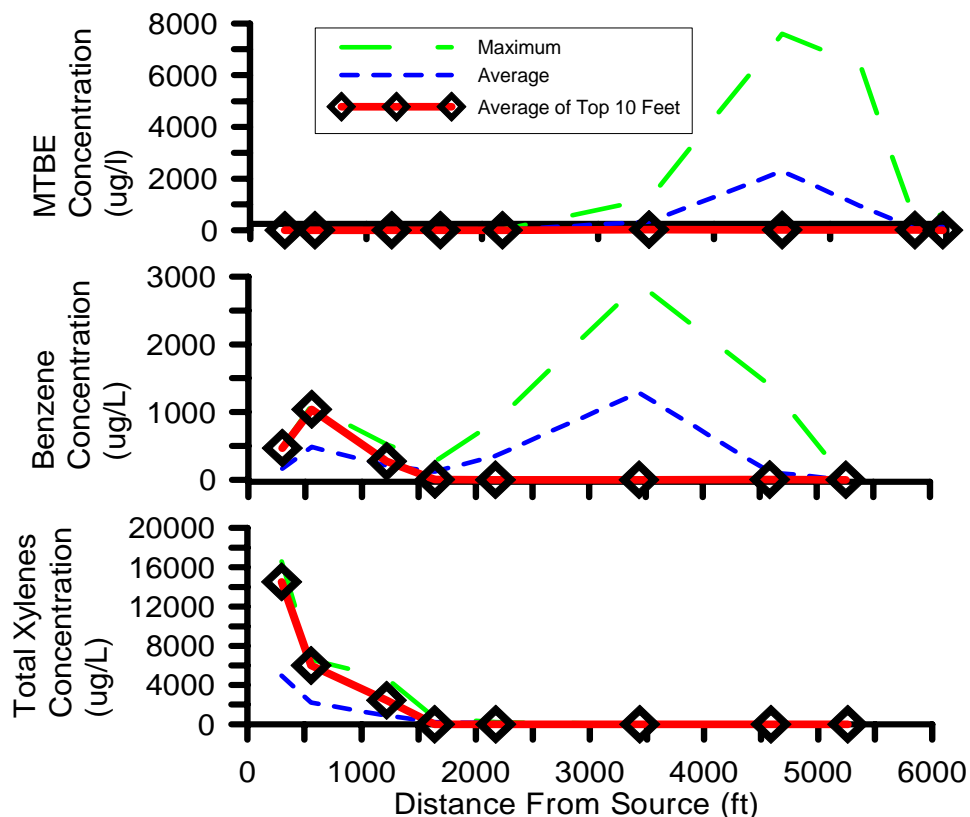 8000
6000
4000
2000
0
MTBE
Concentration
(ug/l)
Maximum
Average
Average of Top 10 Feet
3000
2000
1000
0
Benzene
Concentration
(ug/L)
20000
16000
12000
8000
4000
0
Total Xylenes
Concentration
(ug/L)
0 1000 2000 3000 4000 5000 6000
Distance From Source (ft)